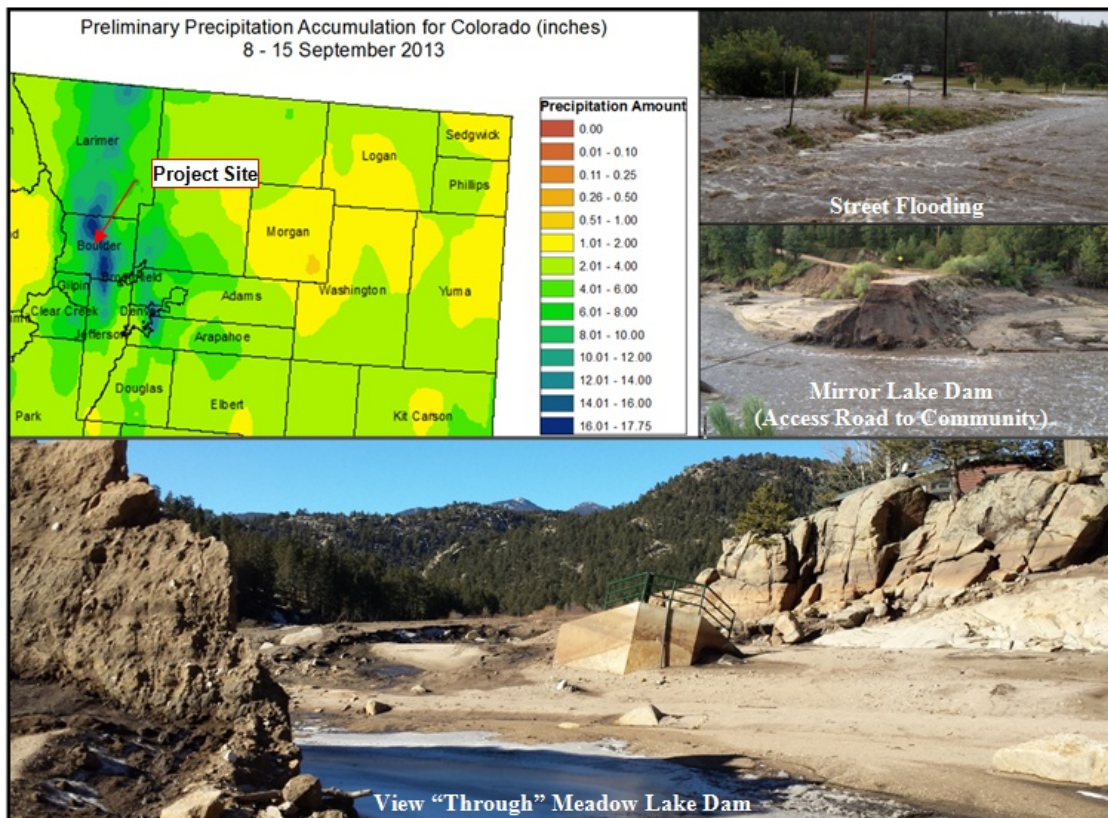 Preliminary Precipitation Accumulation for Colorado (inches)
8 - 15 September 2013
Precipitation Amount
0.00
0.01 - 0.10
0.11 - 0.25
0.26 - 0.50
0.51 - 1.00
1.01 - 2.00
2.01 - 4.00
4.01 - 6.00
6.01 - 8.00
8.01 - 10.00
10.01 - 12.00
12.01 - 14.00
14.01 - 16.00
16.01 - 17.75
Larimer
Project Site
Logan
Sedgwick
Phillips
Morgan
Boulder
Gilpin
Adams
Washington
Yuma
Clear Creek
Jefferson
Arapahoe
Douglas
Park
Elbert
Kit Carson
Street Flooding
Mirror Lake Dam
(Access Road to Community)
View “Through” Meadow Lake Dam